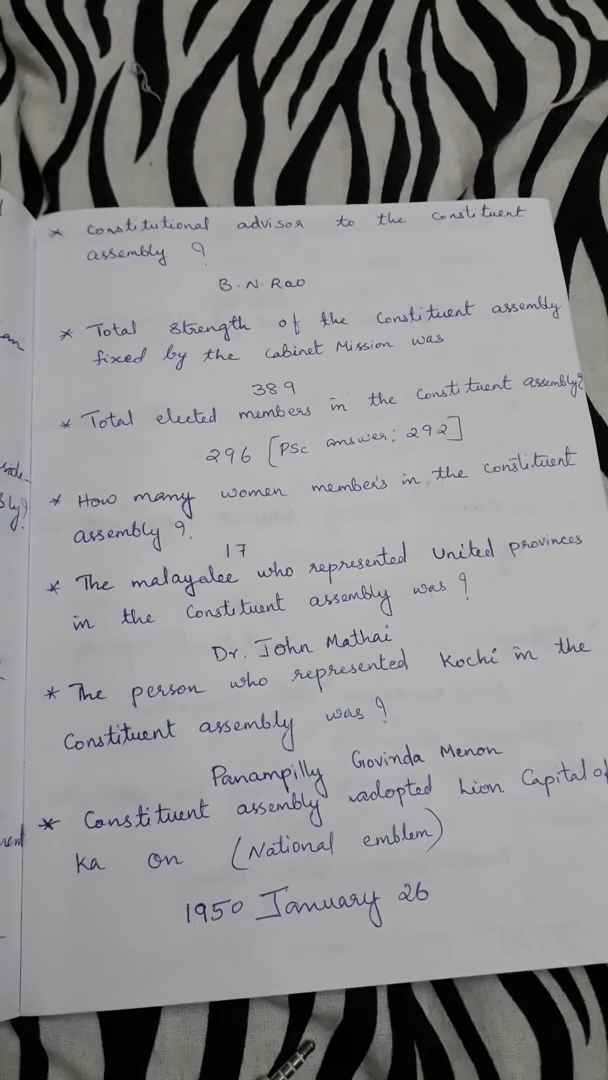 * Constitutional advisor to the constituent
assembly ?
B. N. Rao
* Total strength of the Constituent assembly
fixed by the Cabinet Mission was
389
* Total elected members in the Constituent assembly?
296 [PSC answer: 292]
* How many women members in the constituent
assembly ?
17
* The malayalee who represented United provinces
in the Constituent assembly was ?
Dr. John Mathai
* The person who represented Kochi in the
Constituent assembly was ?
Panampilly Govinda Menon
* Constituent assembly adopted Lion Capital of
ka on (National emblem)
1950 January 26